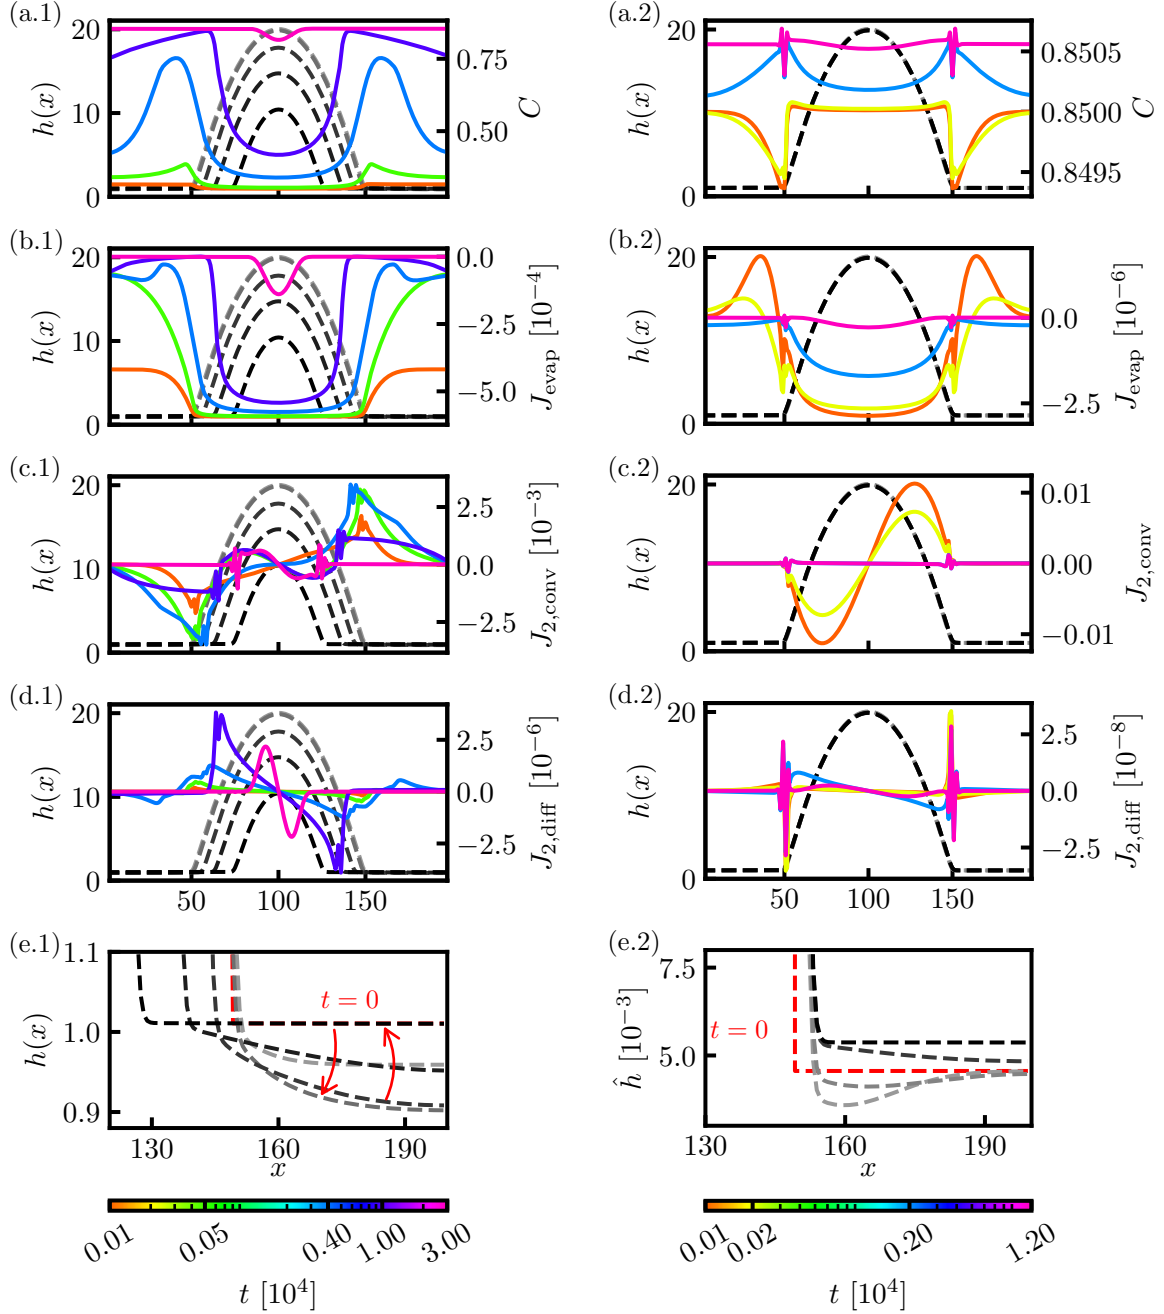 (a.1)
20
10
0
h(x)
0.75
0.50
C
(a.2)
20
10
0
h(x)
0.8505
0.8500
0.8495
C
(b.1)
20
10
0
h(x)
0.0
−2.5
−5.0
J_evap [10^−4]
(b.2)
20
10
0
h(x)
0.0
−2.5
J_evap [10^−6]
(c.1)
20
10
0
h(x)
2.5
0.0
−2.5
J_2,conv [10^−3]
(c.2)
20
10
0
h(x)
0.01
0.00
−0.01
J_2,conv
(d.1)
20
10
0
h(x)
2.5
0.0
−2.5
J_2,diff [10^−6]
50 100 150
(d.2)
20
10
0
h(x)
2.5
0.0
−2.5
J_2,diff [10^−8]
50 100 150
(e.1)
1.1
1.0
0.9
h(x)
t = 0
130 160 190
x
(e.2)
7.5
5.0
ĥ [10^−3]
t = 0
130 160 190
x
0.01 0.05 0.40 1.00 3.00
t [10^4]
0.01 0.02 0.20 1.20
t [10^4]